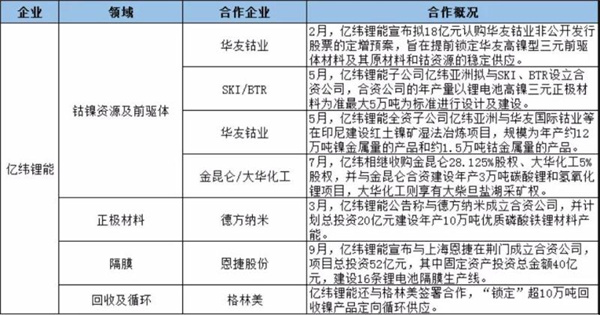 企业 领域 合作企业 合作概况
亿纬锂能
钴镍资源及前驱体
华友钴业
2月，亿纬锂能宣布拟18亿元认购华友钴业非公开发行
股票的定增预案，旨在提前锁定华友高镍型三元前驱
体材料及其原材料和钴资源的稳定供应。
SKI/BTR
5月，亿纬锂能子公司亿纬亚洲拟与SKI、BTR设立合
资公司，合资公司的年产量以锂电池高镍三元正极材
料为准最大5万吨为标准进行设计及建设。
华友钴业
5月，亿纬锂能全资子公司亿纬亚洲与华友国际钴业等
在印尼建设红土镍矿湿法冶炼项目，规模为年产约12
万吨镍金属量的产品和约1.5万吨钴金属量的产品。
金昆仑/大华化工
7月，亿纬相继收购金昆仑28.125%股权、大华化工5%
股权，并与金昆仑合资建设年产3万吨碳酸锂和氢氧化
锂项目，大华化工则享有大柴旦盐湖采矿权。
正极材料
德方纳米
3月，亿纬锂能公告称与德方纳米成立合资公司，并计
划总投资20亿元建设年产10万吨优质磷酸铁锂材料产
能。
隔膜
恩捷股份
9月，亿纬锂能宣布与上海恩捷在荆门成立合资公司，
项目总投资52亿元，其中固定资产投资总金额40亿
元，建设16条锂电池隔膜生产线。
回收及循环
格林美
亿纬锂能还与格林美签署合作，“锁定”超10万吨回
收镍产品定向循环供应。